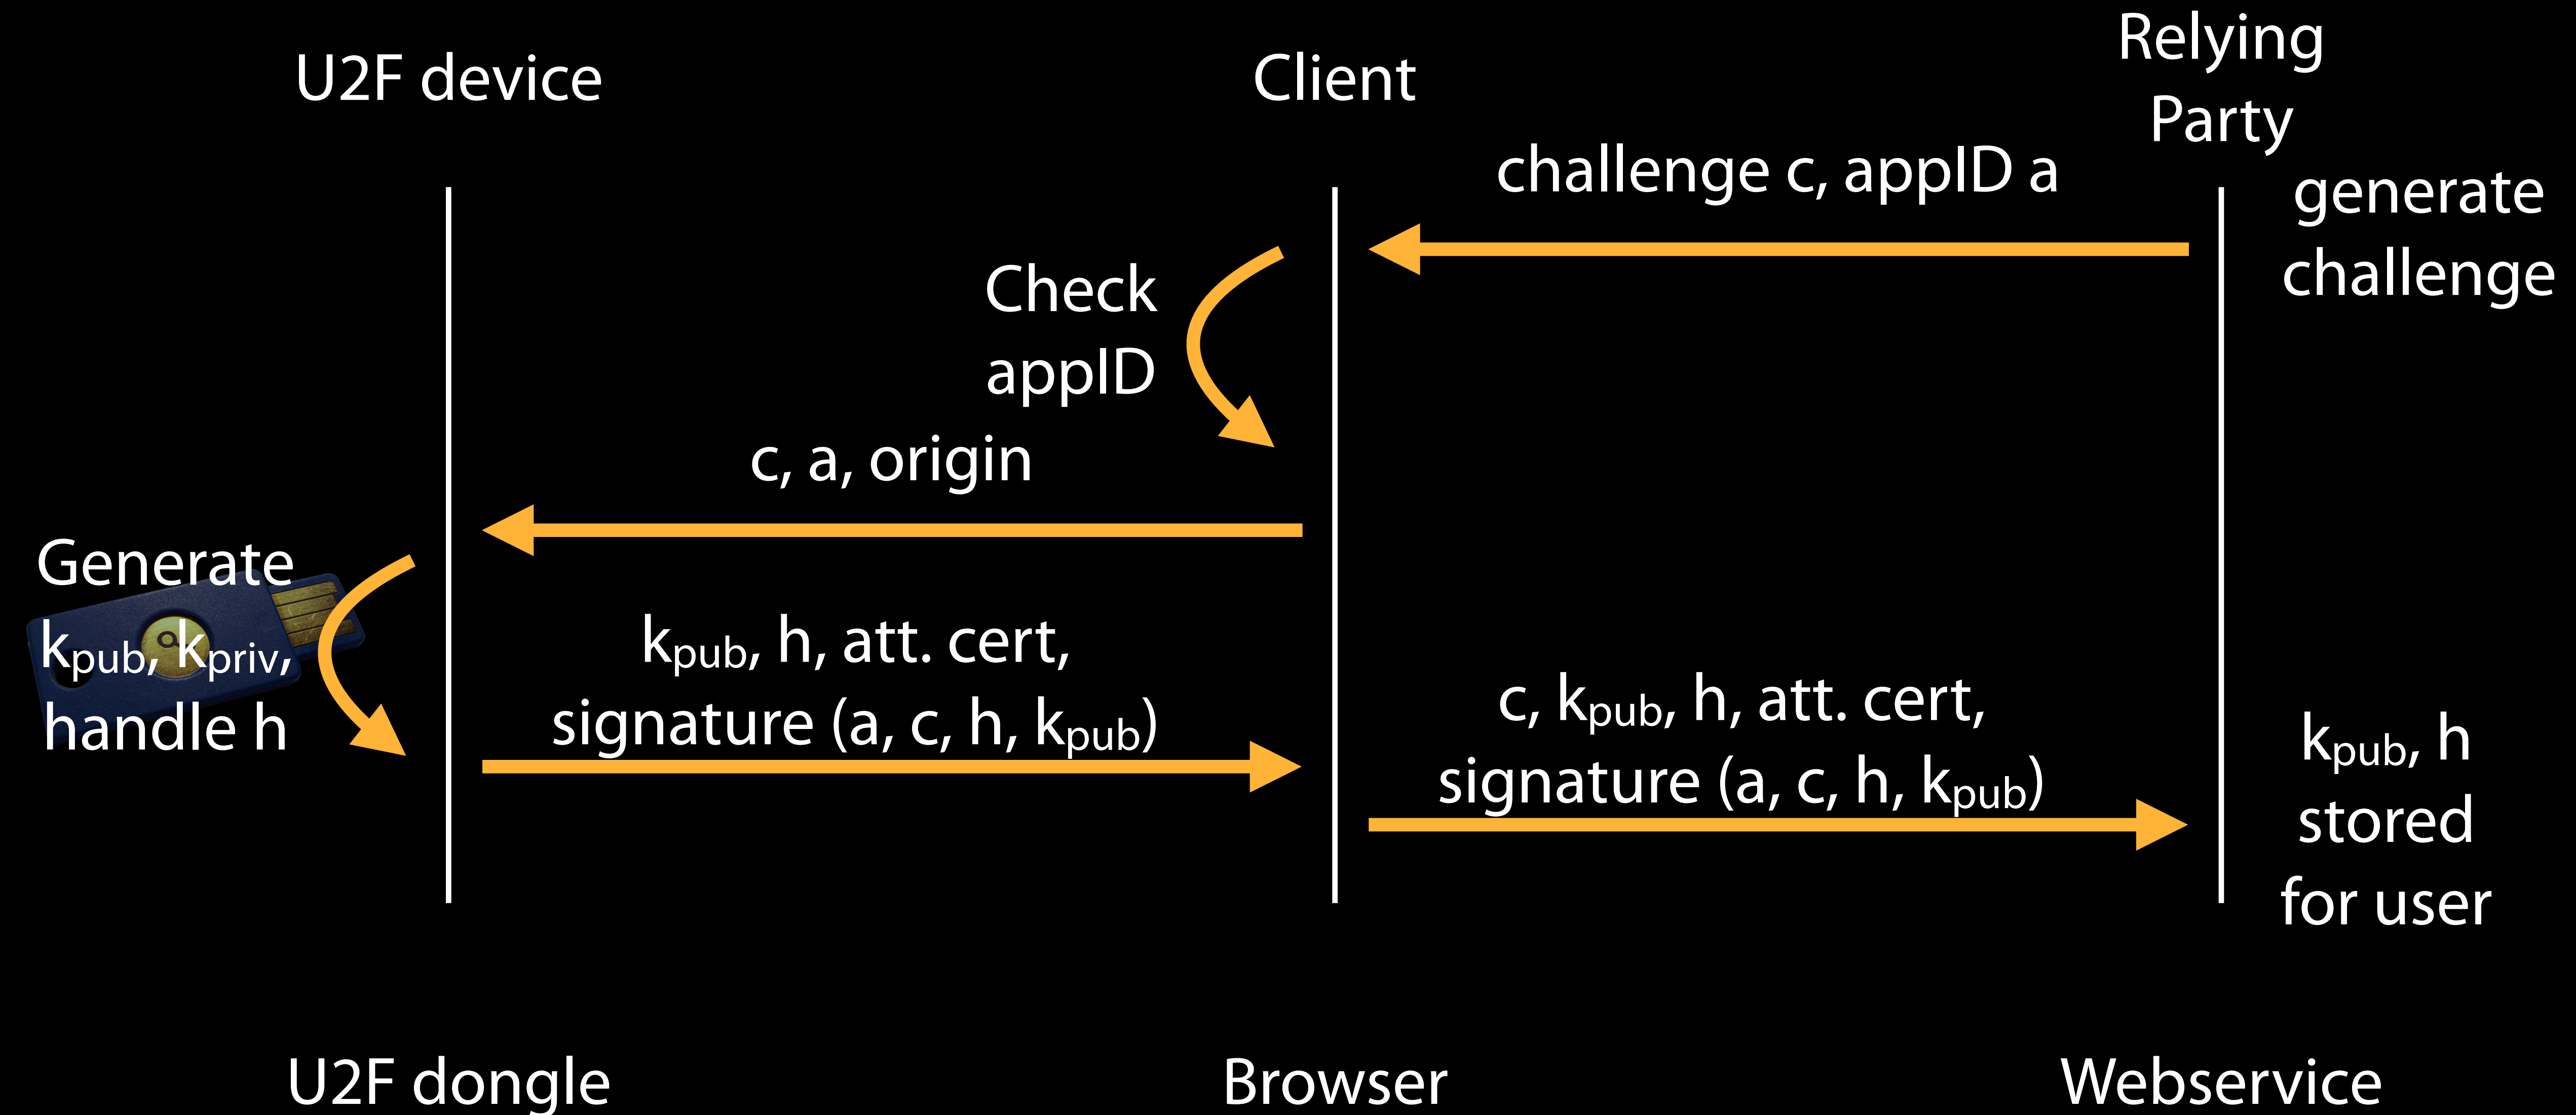 U2F device
Client
Relying
Party
challenge c, appID a
generate
challenge
Check
appID
c, a, origin
Generate
kpub, kpriv,
handle h
kpub, h, att. cert,
signature (a, c, h, kpub)
c, kpub, h, att. cert,
signature (a, c, h, kpub)
kpub, h
stored
for user
U2F dongle
Browser
Webservice